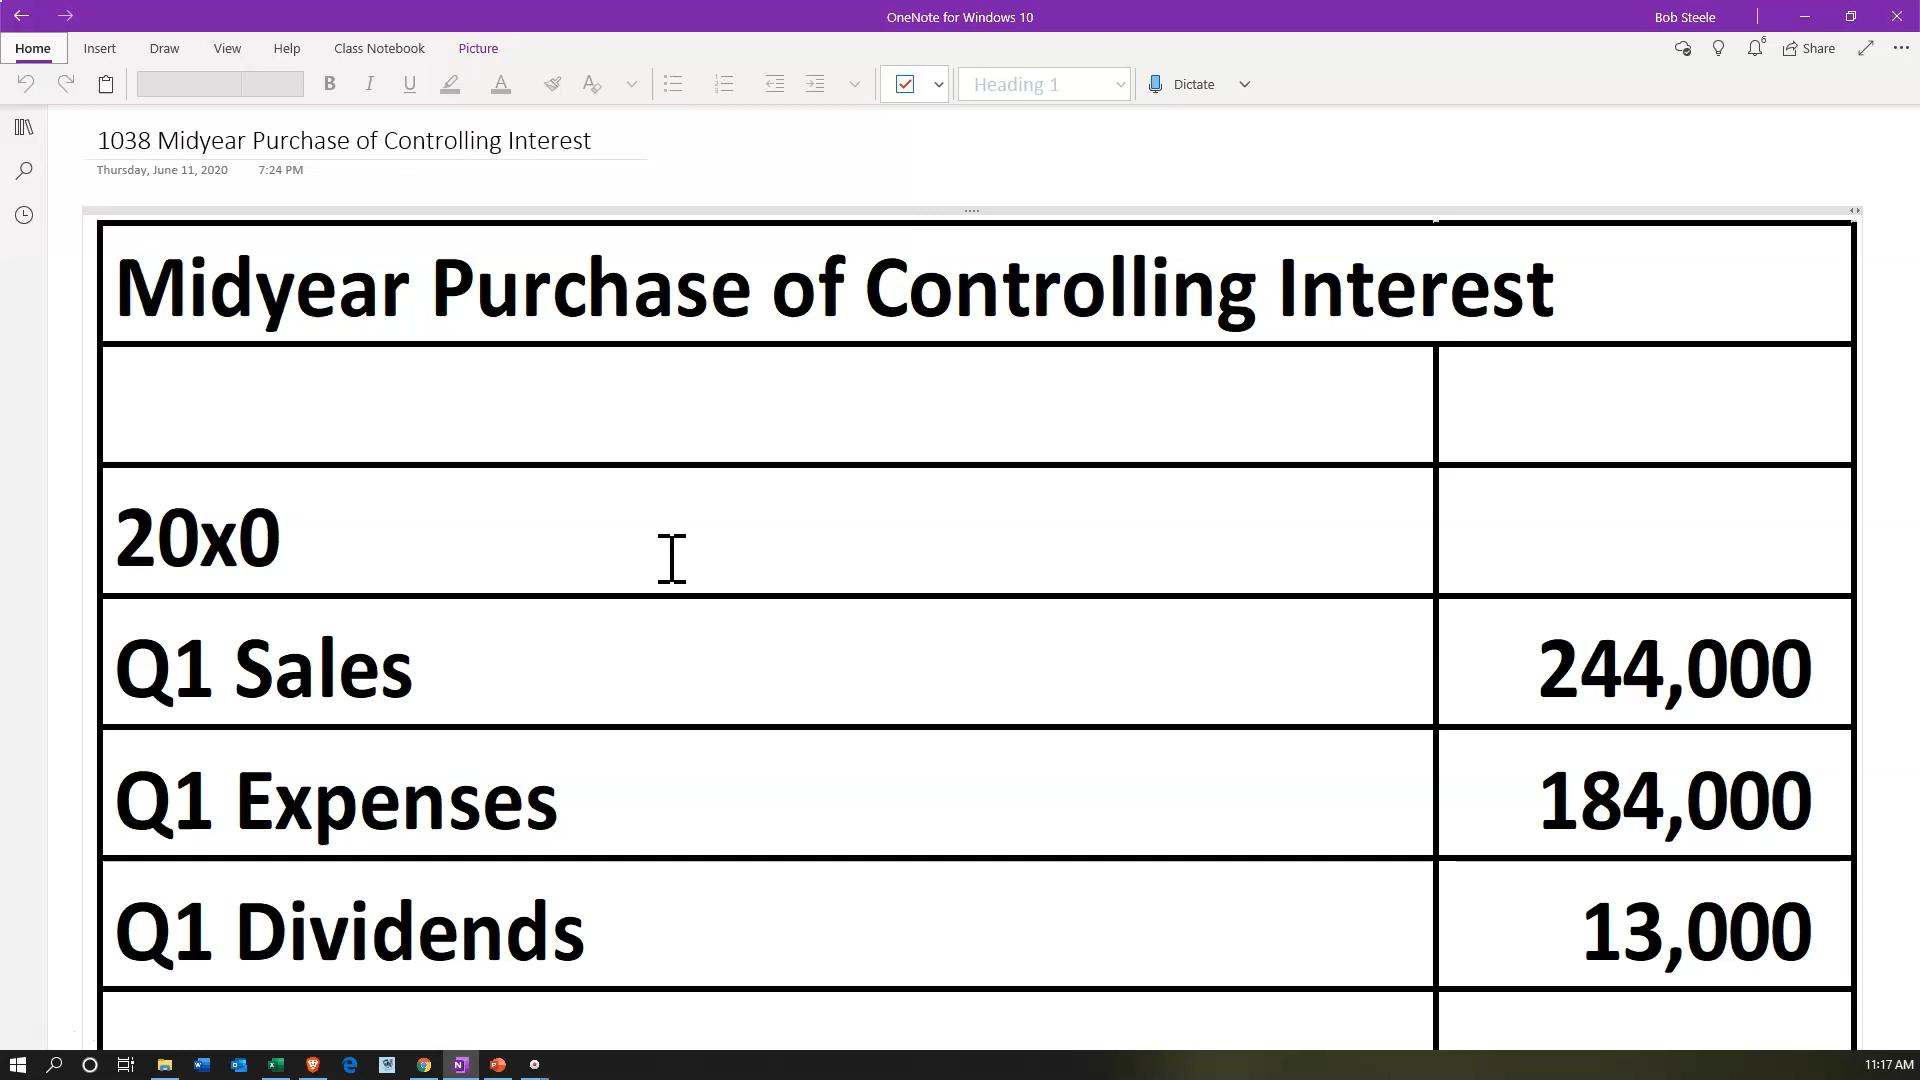 OneNote for Windows 10
Bob Steele
Home Insert Draw View Help Class Notebook Picture
6
Share
B I U A
Heading 1
Dictate
1038 Midyear Purchase of Controlling Interest
Thursday, June 11, 2020 7:24 PM
Midyear Purchase of Controlling Interest
20x0
Q1 Sales 244,000
Q1 Expenses 184,000
Q1 Dividends 13,000
11:17 AM